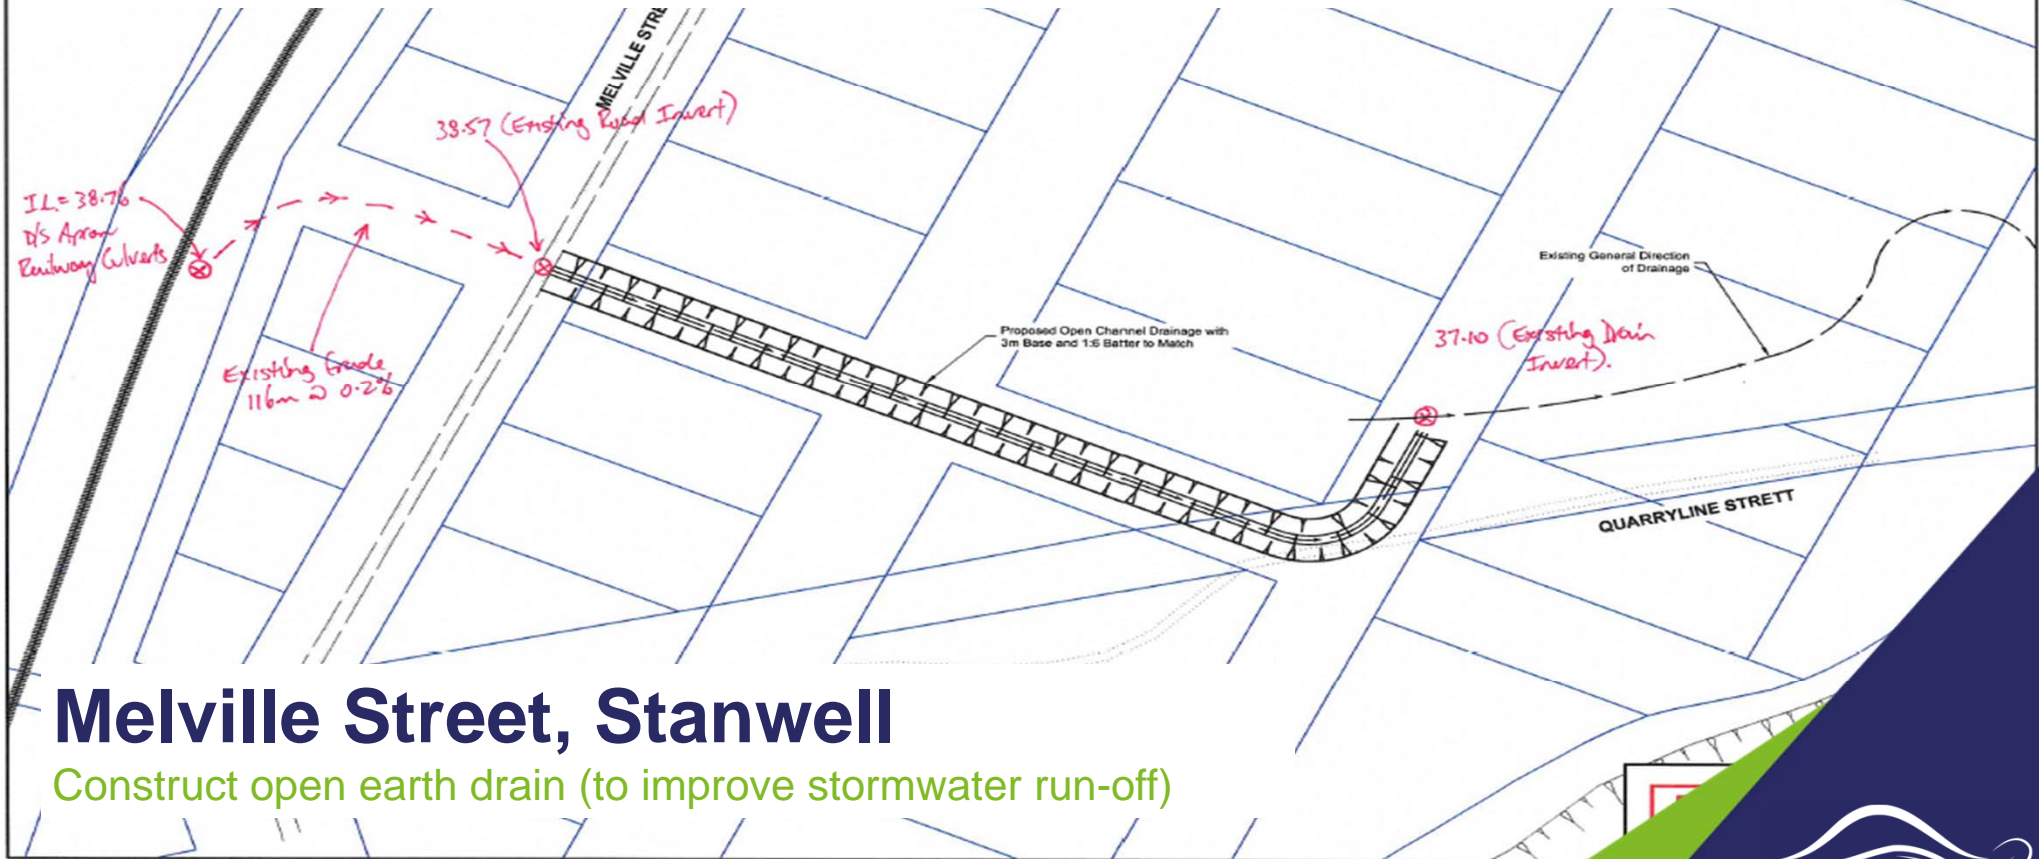 MELVILLE STRE
38.57 (Existing Road Invert)
I.L.= 38.76
D/S Apron
Railway Culverts
Existing Grade
116m @ 0.2%
Proposed Open Channel Drainage with
3m Base and 1:6 Batter to Match
Existing General Direction
of Drainage
37.10 (Existing Drain
Invert).
QUARRYLINE STRETT
Melville Street, Stanwell
Construct open earth drain (to improve stormwater run-off)